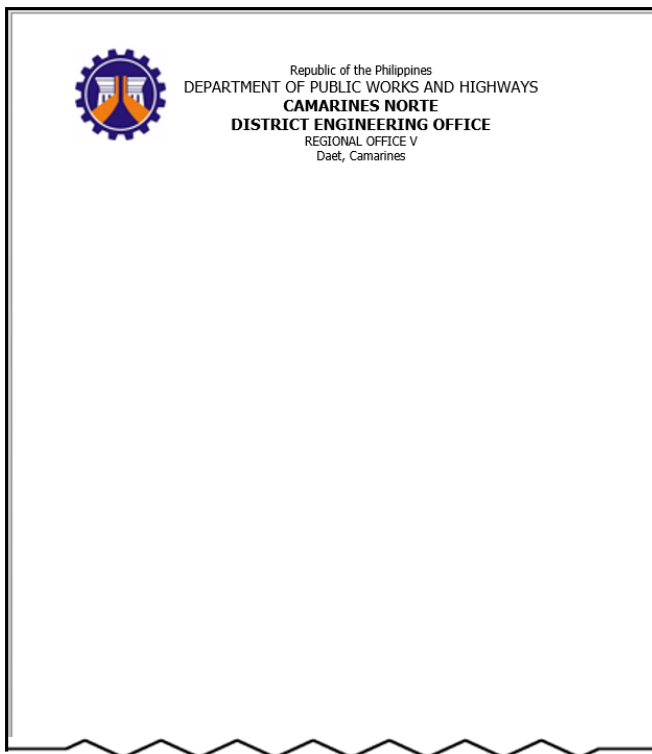 Republic of the Philippines
DEPARTMENT OF PUBLIC WORKS AND HIGHWAYS
CAMARINES NORTE
DISTRICT ENGINEERING OFFICE
REGIONAL OFFICE V
Daet, Camarines